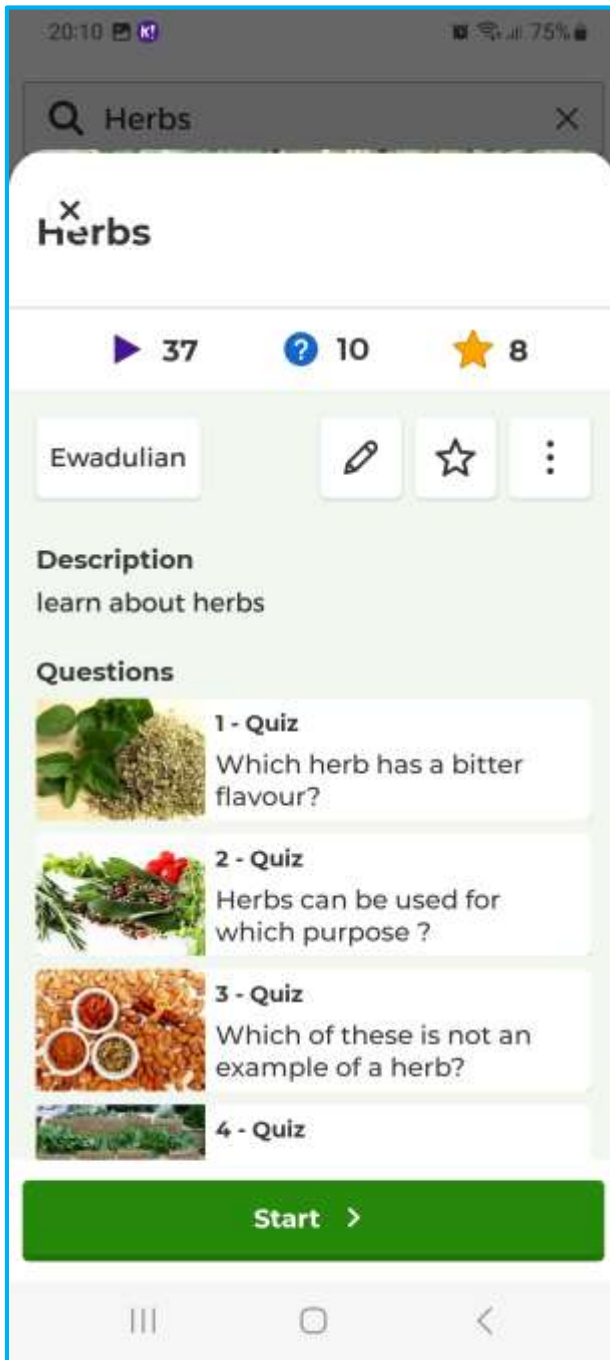 20:10 K! 75%
Herbs
Herbs
37 10 8
Ewadulian
Description
learn about herbs
Questions
1 - Quiz
Which herb has a bitter
flavour?
2 - Quiz
Herbs can be used for
which purpose ?
3 - Quiz
Which of these is not an
example of a herb?
4 - Quiz
Start